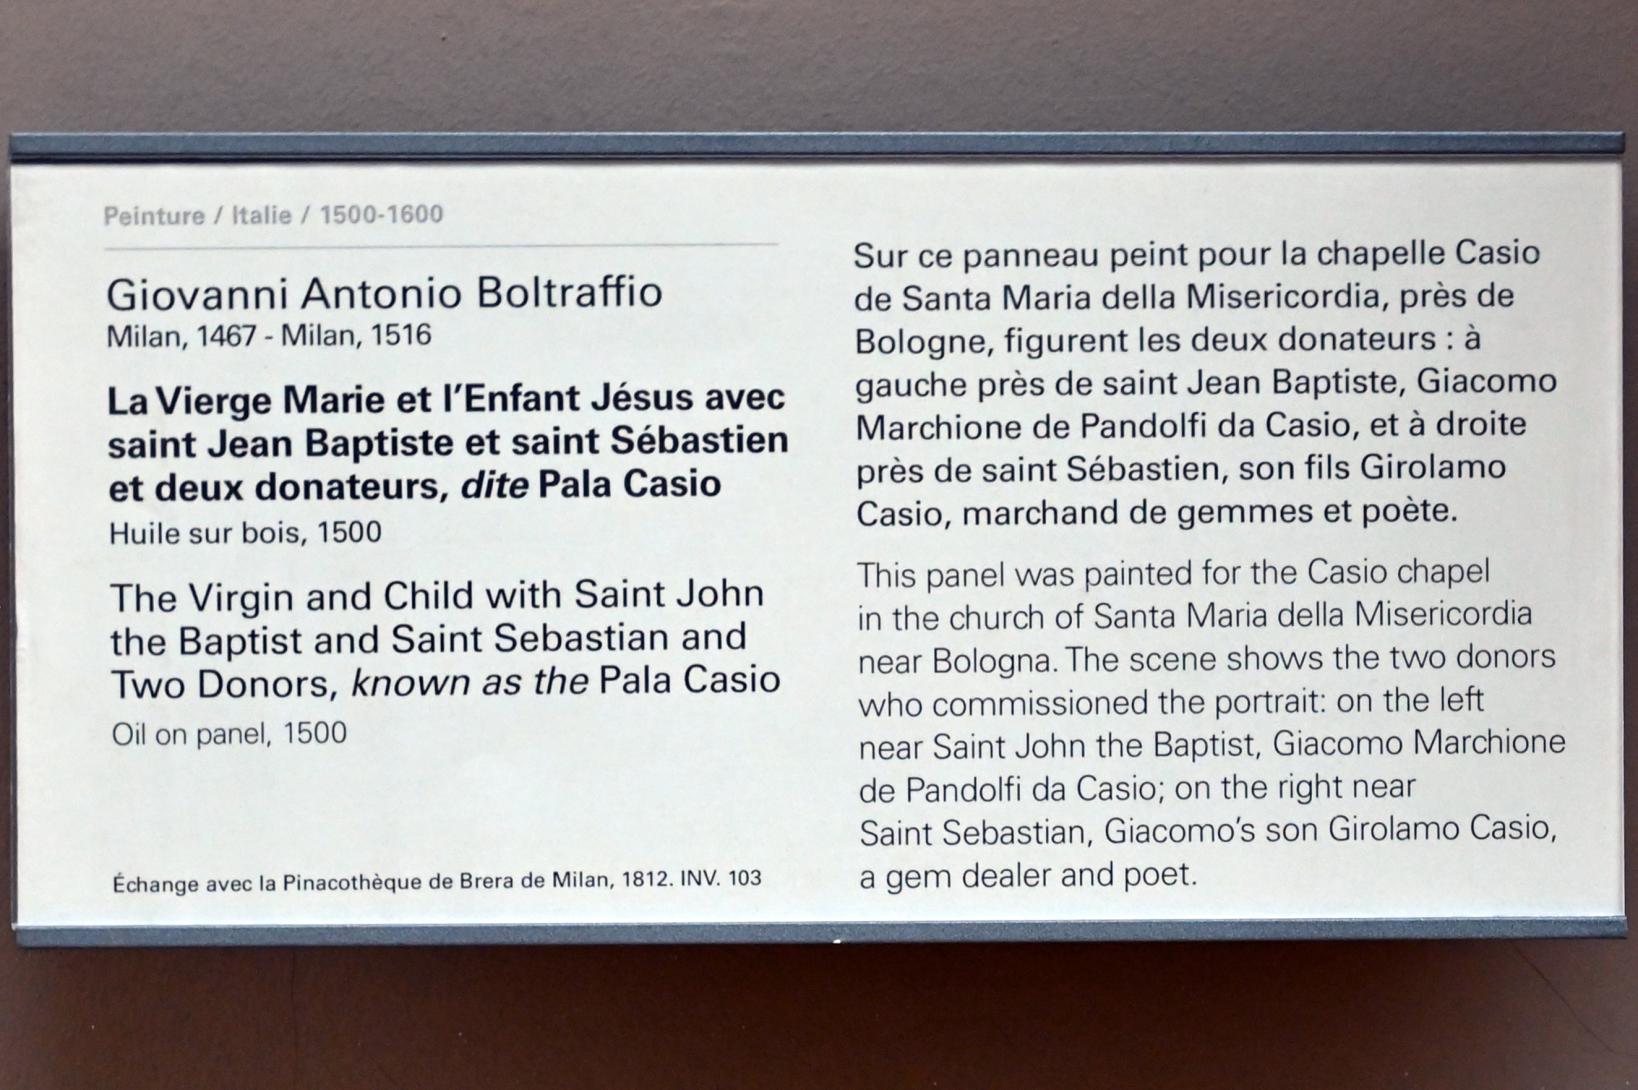 Peinture / Italie / 1500-1600
Giovanni Antonio Boltraffio
Milan, 1467 - Milan, 1516
La Vierge Marie et l'Enfant Jésus avec
saint Jean Baptiste et saint Sébastien
et deux donateurs, dite Pala Casio
Huile sur bois, 1500
The Virgin and Child with Saint John
the Baptist and Saint Sebastian and
Two Donors, known as the Pala Casio
Oil on panel, 1500
Échange avec la Pinacothèque de Brera de Milan, 1812. INV. 103
Sur ce panneau peint pour la chapelle Casio
de Santa Maria della Misericordia, près de
Bologne, figurent les deux donateurs : à
gauche près de saint Jean Baptiste, Giacomo
Marchione de Pandolfi da Casio, et à droite
près de saint Sébastien, son fils Girolamo
Casio, marchand de gemmes et poète.
This panel was painted for the Casio chapel
in the church of Santa Maria della Misericordia
near Bologna. The scene shows the two donors
who commissioned the portrait: on the left
near Saint John the Baptist, Giacomo Marchione
de Pandolfi da Casio; on the right near
Saint Sebastian, Giacomo's son Girolamo Casio,
a gem dealer and poet.